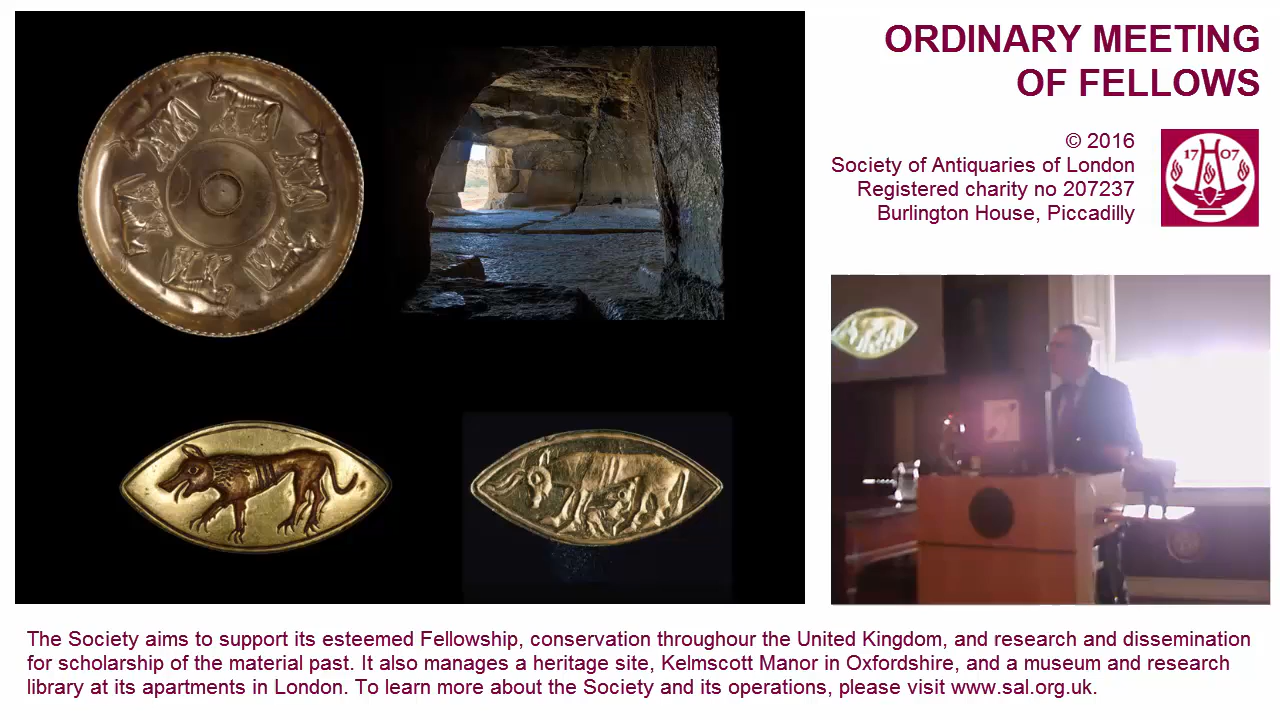 ORDINARY MEETING
OF FELLOWS
© 2016
Society of Antiquaries of London
Registered charity no 207237
Burlington House, Piccadilly
17 07
The Society aims to support its esteemed Fellowship, conservation throughour the United Kingdom, and research and dissemination
for scholarship of the material past. It also manages a heritage site, Kelmscott Manor in Oxfordshire, and a museum and research
library at its apartments in London. To learn more about the Society and its operations, please visit www.sal.org.uk.